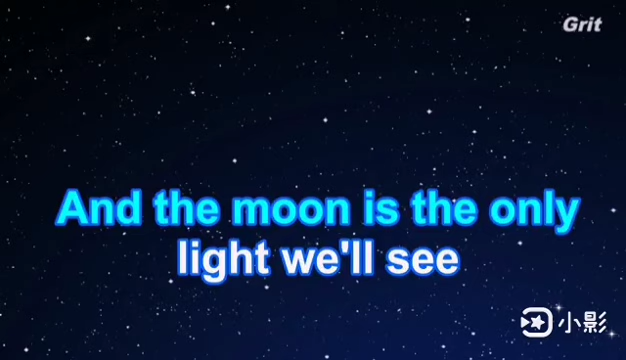 Grit
And the moon is the only
light we'll see
小影